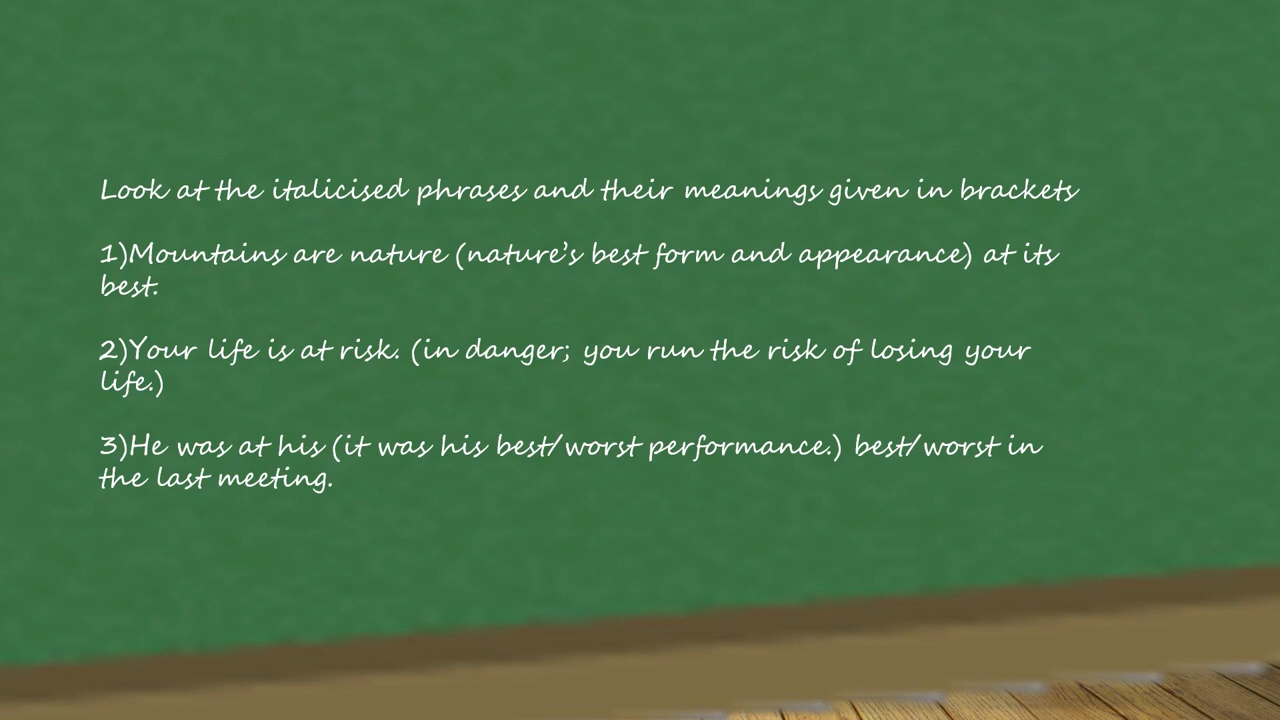 Look at the italicised phrases and their meanings given in brackets
1)Mountains are nature (nature’s best form and appearance) at its
best.
2)Your life is at risk. (in danger; you run the risk of losing your
life.)
3)He was at his (it was his best/worst performance.) best/worst in
the last meeting.